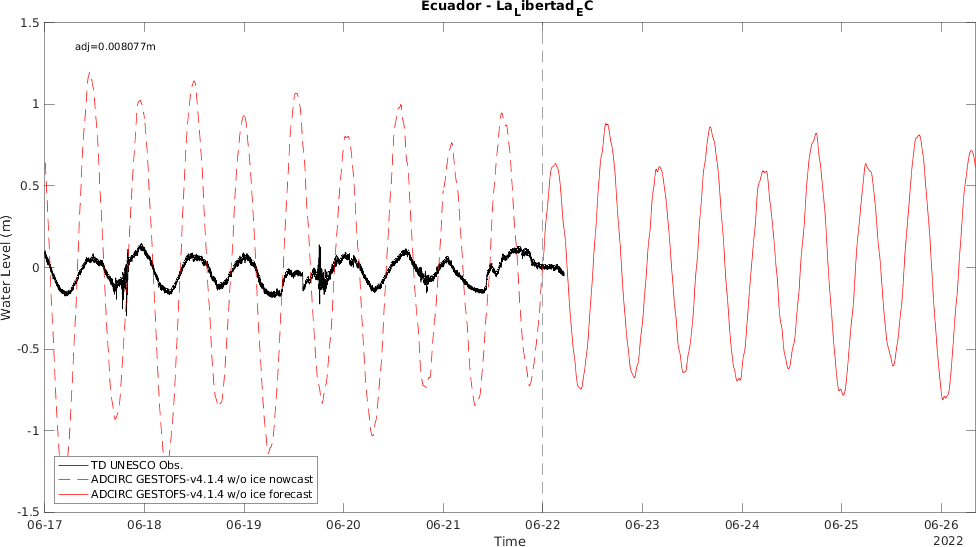 Ecuador - LaLibertadEC
adj=0.008077m
1.5
1
0.5
0
-0.5
-1
-1.5
Water Level (m)
TD UNESCO Obs.
ADCIRC GESTOFS-v4.1.4 w/o ice nowcast
ADCIRC GESTOFS-v4.1.4 w/o ice forecast
06-17 06-18 06-19 06-20 06-21 06-22 06-23 06-24 06-25 06-26
Time
2022